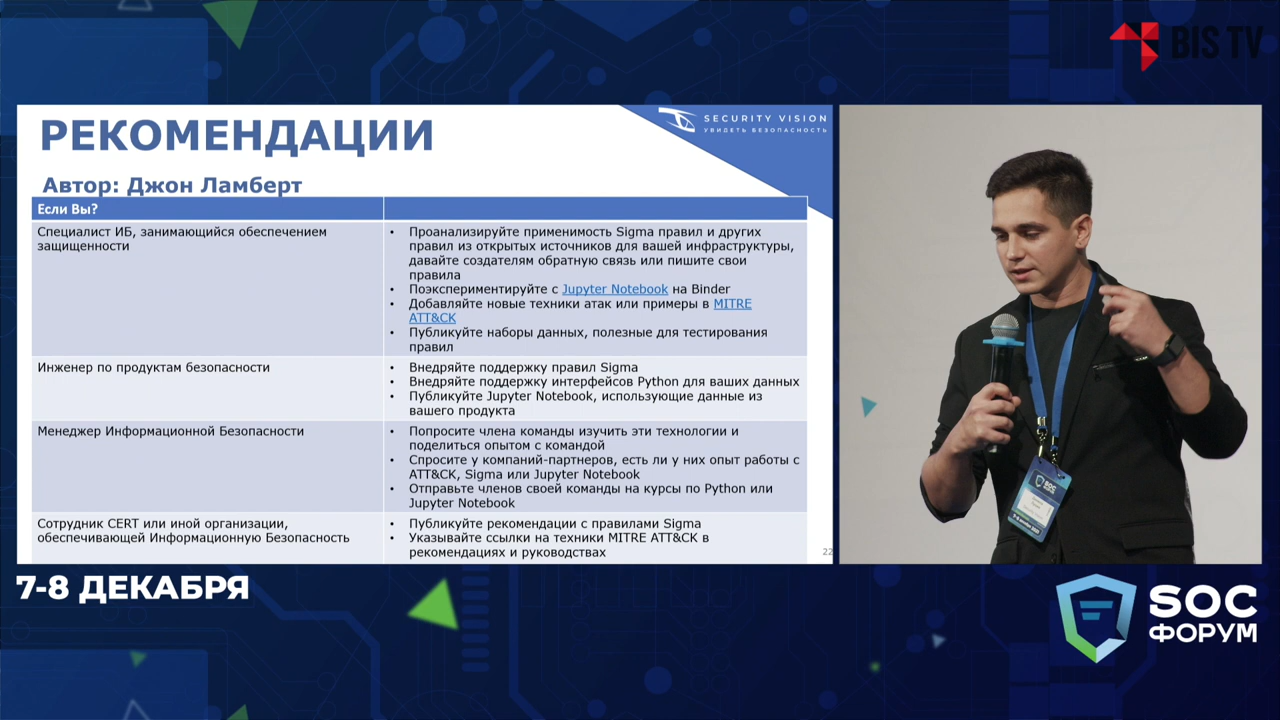 BIS TV
SECURITY VISION
УВИДЕТЬ БЕЗОПАСНОСТЬ
РЕКОМЕНДАЦИИ
Автор: Джон Ламберт
Если Вы?
Специалист ИБ, занимающийся обеспечением
защищенности
• Проанализируйте применимость Sigma правил и других
правил из открытых источников для вашей инфраструктуры,
давайте создателям обратную связь или пишите свои
правила
• Поэкспериментируйте с Jupyter Notebook на Binder
• Добавляйте новые техники атак или примеры в MITRE
ATT&CK
• Публикуйте наборы данных, полезные для тестирования
правил
Инженер по продуктам безопасности
• Внедряйте поддержку правил Sigma
• Внедряйте поддержку интерфейсов Python для ваших данных
• Публикуйте Jupyter Notebook, использующие данные из
вашего продукта
Менеджер Информационной Безопасности
• Попросите члена команды изучить эти технологии и
поделиться опытом с командой
• Спросите у компаний-партнеров, есть ли у них опыт работы с
ATT&CK, Sigma или Jupyter Notebook
• Отправьте членов своей команды на курсы по Python или
Jupyter Notebook
Сотрудник CERT или иной организации,
обеспечивающей Информационную Безопасность
• Публикуйте рекомендации с правилами Sigma
• Указывайте ссылки на техники MITRE ATT&CK в
рекомендациях и руководствах
22
SOC
7-8 ДЕКАБРЯ
SOC
ФОРУМ